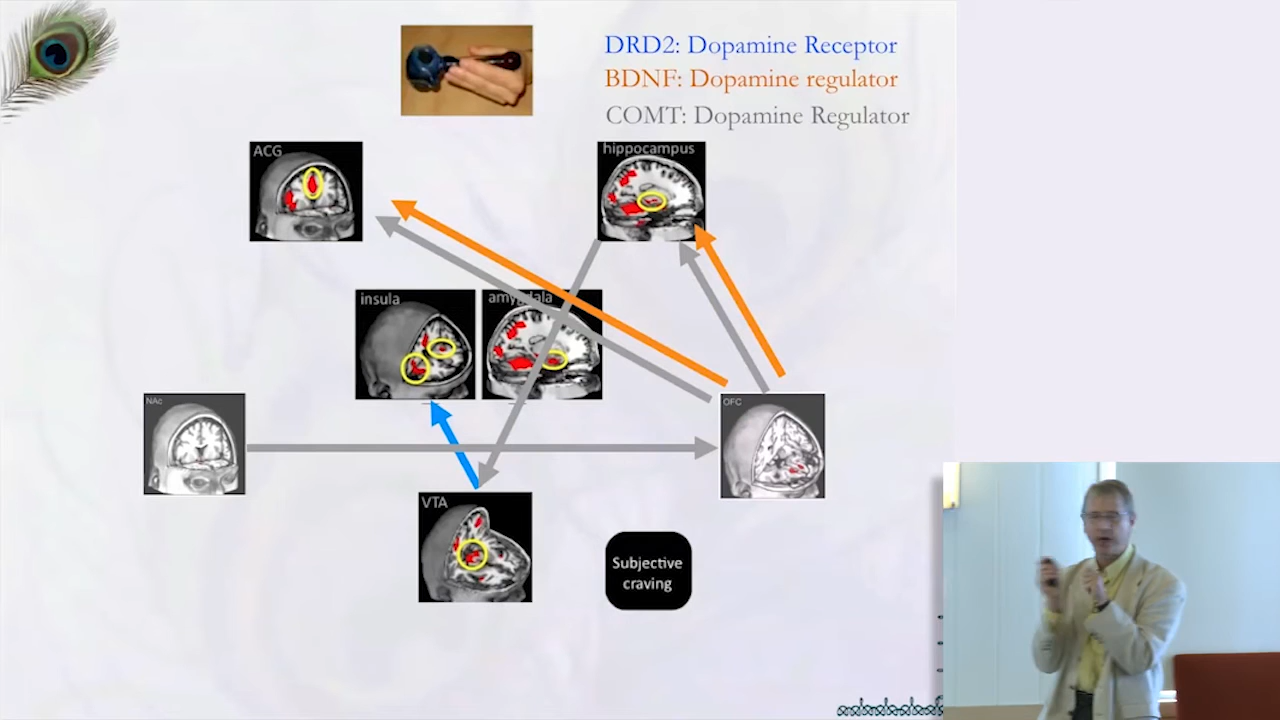 DRD2: Dopamine Receptor
BDNF: Dopamine regulator
COMT: Dopamine Regulator
ACG
hippocampus
insula
amygdala
NAc
OFC
VTA
Subjective
craving